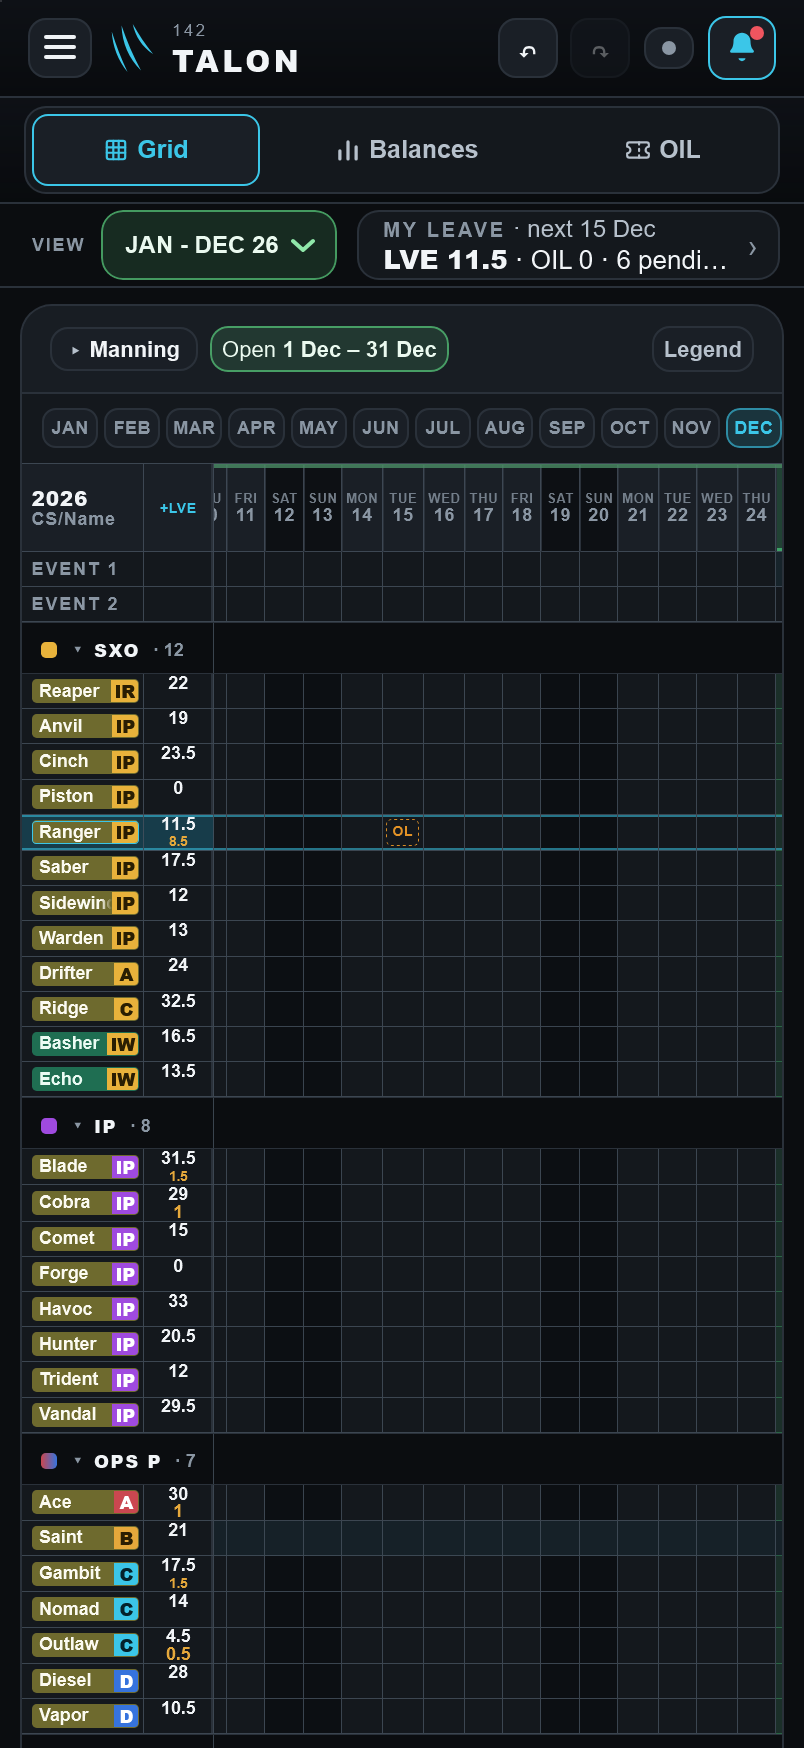 142
TALON
Grid
Balances
OIL
VIEW
JAN - DEC 26
MY LEAVE · next 15 Dec
LVE 11.5 · OIL 0 · 6 pendi…
Manning
Open 1 Dec – 31 Dec
Legend
JAN FEB MAR APR MAY JUN JUL AUG SEP OCT NOV DEC
2026
CS/Name
+LVE
FRI 11
SAT 12
SUN 13
MON 14
TUE 15
WED 16
THU 17
FRI 18
SAT 19
SUN 20
MON 21
TUE 22
WED 23
THU 24
EVENT 1
EVENT 2
SXO · 12
Reaper IR 22
Anvil IP 19
Cinch IP 23.5
Piston IP 0
Ranger IP 11.5 8.5 OL
Saber IP 17.5
Sidewin IP 12
Warden IP 13
Drifter A 24
Ridge C 32.5
Basher IW 16.5
Echo IW 13.5
IP · 8
Blade IP 31.5 1.5
Cobra IP 29 1
Comet IP 15
Forge IP 0
Havoc IP 33
Hunter IP 20.5
Trident IP 12
Vandal IP 29.5
OPS P · 7
Ace A 30 1
Saint B 21
Gambit C 17.5 1.5
Nomad C 14
Outlaw C 4.5 0.5
Diesel D 28
Vapor D 10.5